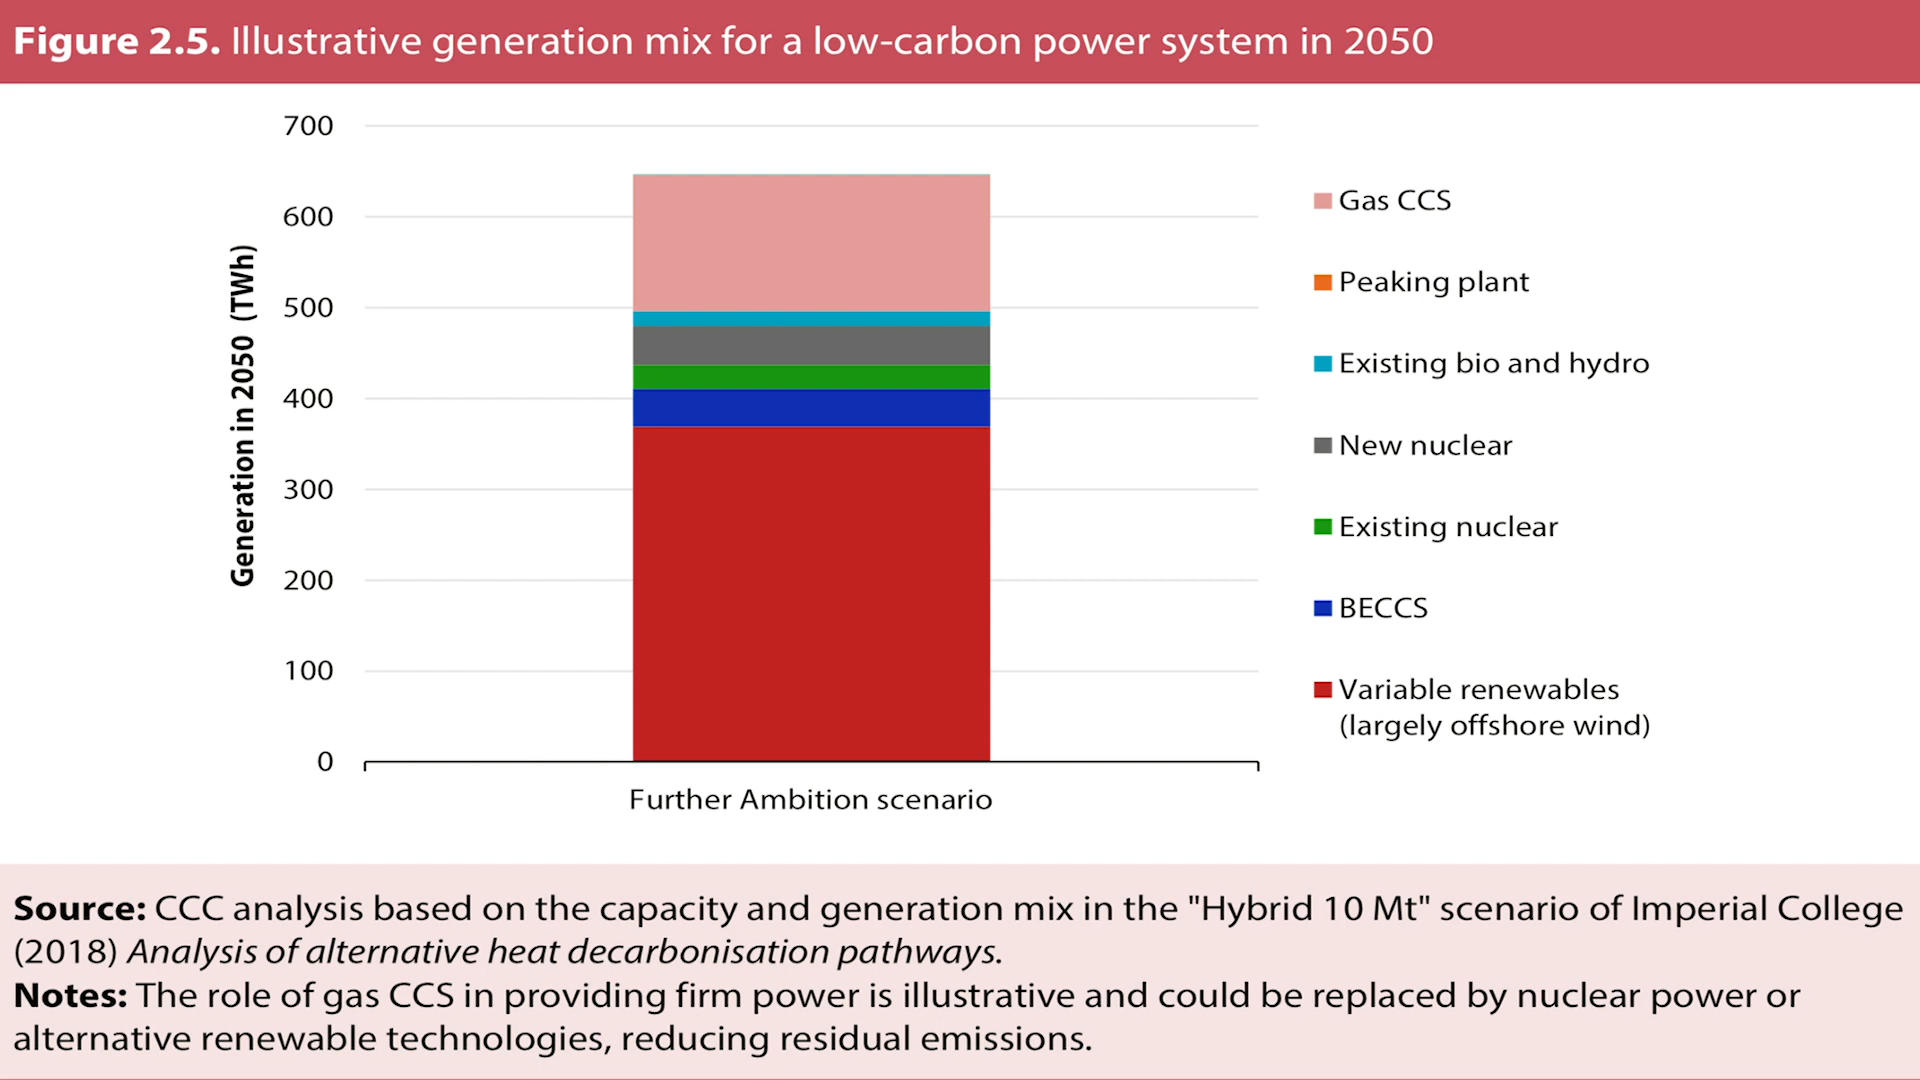 Figure 2.5. Illustrative generation mix for a low-carbon power system in 2050
Generation in 2050 (TWh)
700
600
500
400
300
200
100
0
Further Ambition scenario
Gas CCS
Peaking plant
Existing bio and hydro
New nuclear
Existing nuclear
BECCS
Variable renewables
(largely offshore wind)
Source: CCC analysis based on the capacity and generation mix in the "Hybrid 10 Mt" scenario of Imperial College
(2018) Analysis of alternative heat decarbonisation pathways.
Notes: The role of gas CCS in providing firm power is illustrative and could be replaced by nuclear power or
alternative renewable technologies, reducing residual emissions.